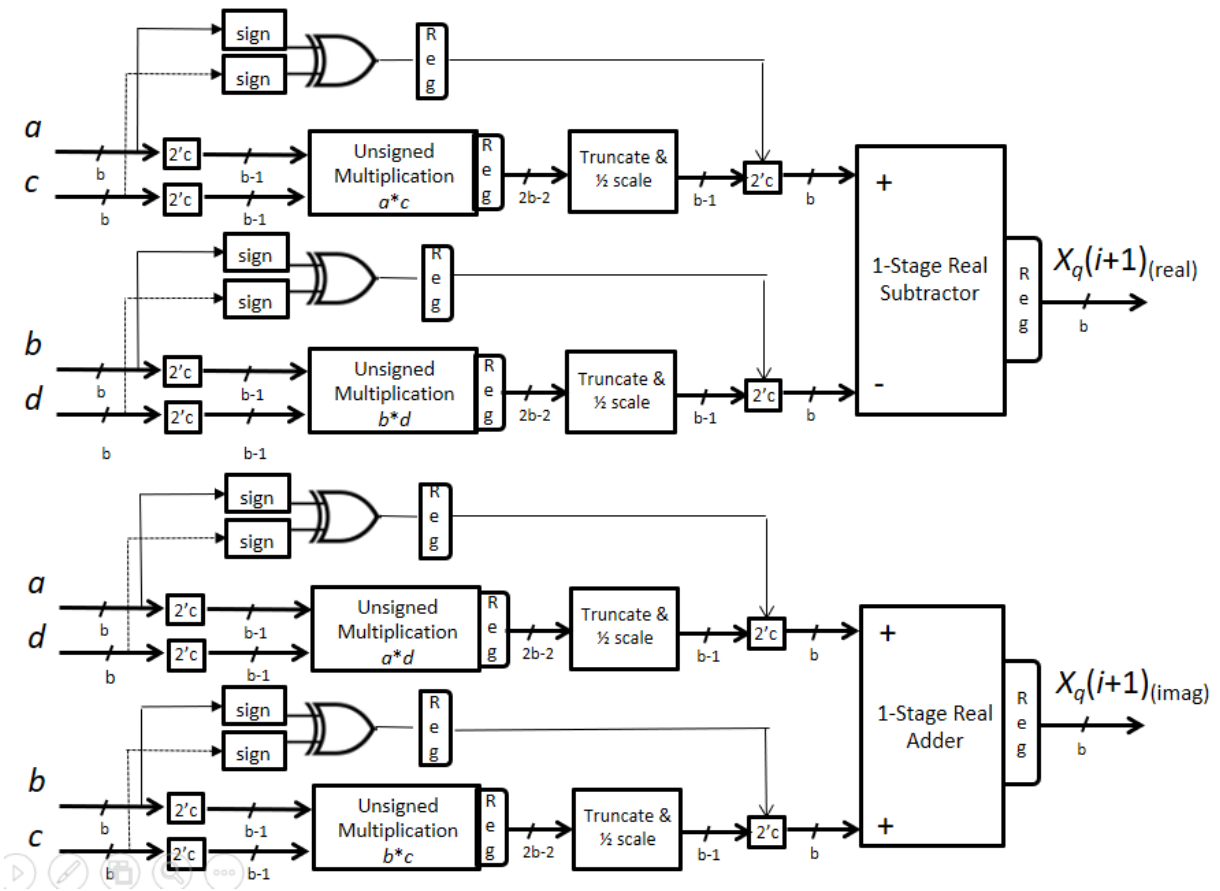 sign
sign
R
e
g
a
b
2'c
b-1
Unsigned
Multiplication
a*c
R
e
g
2b-2
Truncate &
½ scale
b-1
2'c
b
c
b
2'c
b-1
+
-
1-Stage Real
Subtractor
R
e
g
Xq(i+1)(real)
b
sign
sign
R
e
g
b
b
2'c
b-1
Unsigned
Multiplication
b*d
R
e
g
2b-2
Truncate &
½ scale
b-1
2'c
b
d
b
2'c
b-1
sign
sign
R
e
g
a
b
2'c
b-1
Unsigned
Multiplication
a*d
R
e
g
2b-2
Truncate &
½ scale
b-1
2'c
b
d
b
2'c
b-1
+
+
1-Stage Real
Adder
R
e
g
Xq(i+1)(imag)
b
sign
sign
R
e
g
b
b
2'c
b-1
Unsigned
Multiplication
b*c
R
e
g
2b-2
Truncate &
½ scale
b-1
2'c
b
c
b
2'c
b-1